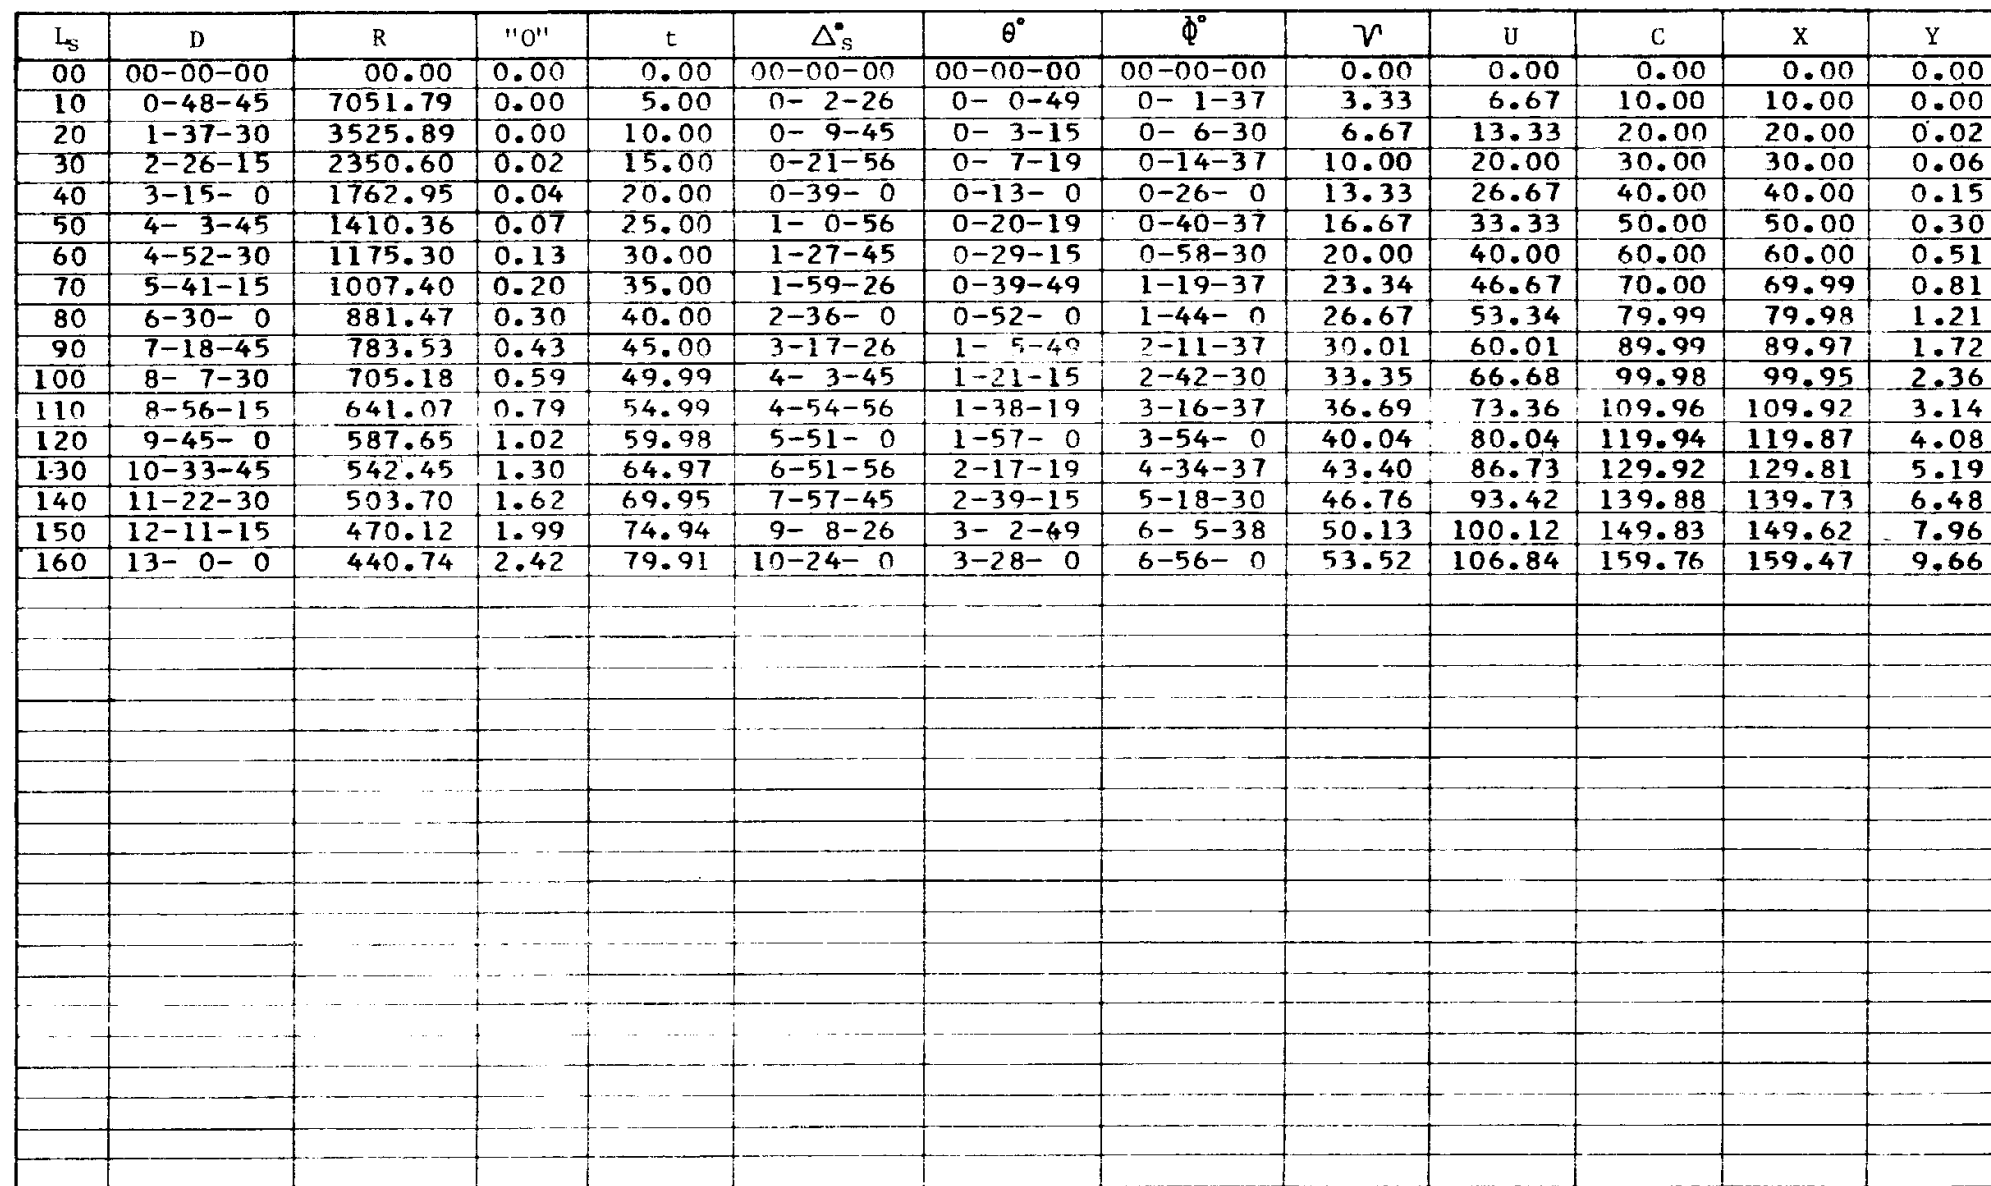 Ls D R "O" t Δ°s θ° Φ° ϒ U C X Y
00 00-00-00 00.00 0.00 0.00 00-00-00 00-00-00 00-00-00 0.00 0.00 0.00 0.00 0.00
10 0-48-45 7051.79 0.00 5.00 0- 2-26 0- 0-49 0- 1-37 3.33 6.67 10.00 10.00 0.00
20 1-37-30 3525.89 0.00 10.00 0- 9-45 0- 3-15 0- 6-30 6.67 13.33 20.00 20.00 0.02
30 2-26-15 2350.60 0.02 15.00 0-21-56 0- 7-19 0-14-37 10.00 20.00 30.00 30.00 0.06
40 3-15- 0 1762.95 0.04 20.00 0-39- 0 0-13- 0 0-26- 0 13.33 26.67 40.00 40.00 0.15
50 4- 3-45 1410.36 0.07 25.00 1- 0-56 0-20-19 0-40-37 16.67 33.33 50.00 50.00 0.30
60 4-52-30 1175.30 0.13 30.00 1-27-45 0-29-15 0-58-30 20.00 40.00 60.00 60.00 0.51
70 5-41-15 1007.40 0.20 35.00 1-59-26 0-39-49 1-19-37 23.34 46.67 70.00 69.99 0.81
80 6-30- 0 881.47 0.30 40.00 2-36- 0 0-52- 0 1-44- 0 26.67 53.34 79.99 79.98 1.21
90 7-18-45 783.53 0.43 45.00 3-17-26 1- 5-49 2-11-37 30.01 60.01 89.99 89.97 1.72
100 8- 7-30 705.18 0.59 49.99 4- 3-45 1-21-15 2-42-30 33.35 66.68 99.98 99.95 2.36
110 8-56-15 641.07 0.79 54.99 4-54-56 1-38-19 3-16-37 36.69 73.36 109.96 109.92 3.14
120 9-45- 0 587.65 1.02 59.98 5-51- 0 1-57- 0 3-54- 0 40.04 80.04 119.94 119.87 4.08
130 10-33-45 542.45 1.30 64.97 6-51-56 2-17-19 4-34-37 43.40 86.73 129.92 129.81 5.19
140 11-22-30 503.70 1.62 69.95 7-57-45 2-39-15 5-18-30 46.76 93.42 139.88 139.73 6.48
150 12-11-15 470.12 1.99 74.94 9- 8-26 3- 2-49 6- 5-38 50.13 100.12 149.83 149.62 7.96
160 13- 0- 0 440.74 2.42 79.91 10-24- 0 3-28- 0 6-56- 0 53.52 106.84 159.76 159.47 9.66